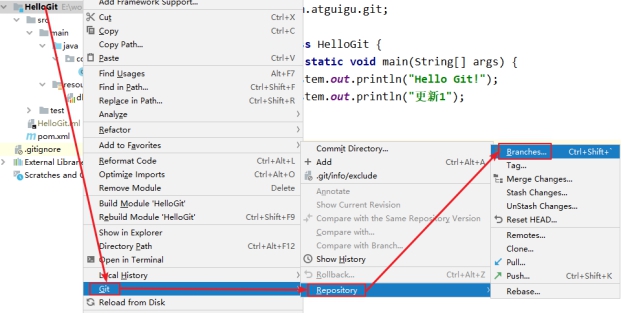 HelloGit
src
main
java
co
resou
dl
test
HelloGit.iml
pom.xml
.gitignore
External Librarie
Scratches and C
Add Framework Support...
Cut Ctrl+X
Copy Ctrl+C
Copy Path...
Paste Ctrl+V
Find Usages Alt+F7
Find in Path... Ctrl+Shift+F
Replace in Path... Ctrl+Shift+R
Analyze
Refactor
Add to Favorites
Reformat Code Ctrl+Alt+L
Optimize Imports Ctrl+Alt+O
Remove Module Delete
Build Module 'HelloGit'
Rebuild Module 'HelloGit' Ctrl+Shift+F9
Show in Explorer
Directory Path Ctrl+Alt+F12
Open in Terminal
Local History
Git
Reload from Disk
.atguigu.git;
s HelloGit {
static void main(String[] args) {
tem.out.println("Hello Git!");
tem.out.println("更新1");
Commit Directory...
Add Ctrl+Alt+A
.git/info/exclude
Annotate
Show Current Revision
Compare with the Same Repository Version
Compare with...
Compare with Branch...
Show History
Rollback... Ctrl+Alt+Z
Repository
Branches... Ctrl+Shift+`
Tag...
Merge Changes...
Stash Changes...
UnStash Changes...
Reset HEAD...
Remotes...
Clone...
Pull...
Push... Ctrl+Shift+K
Rebase...